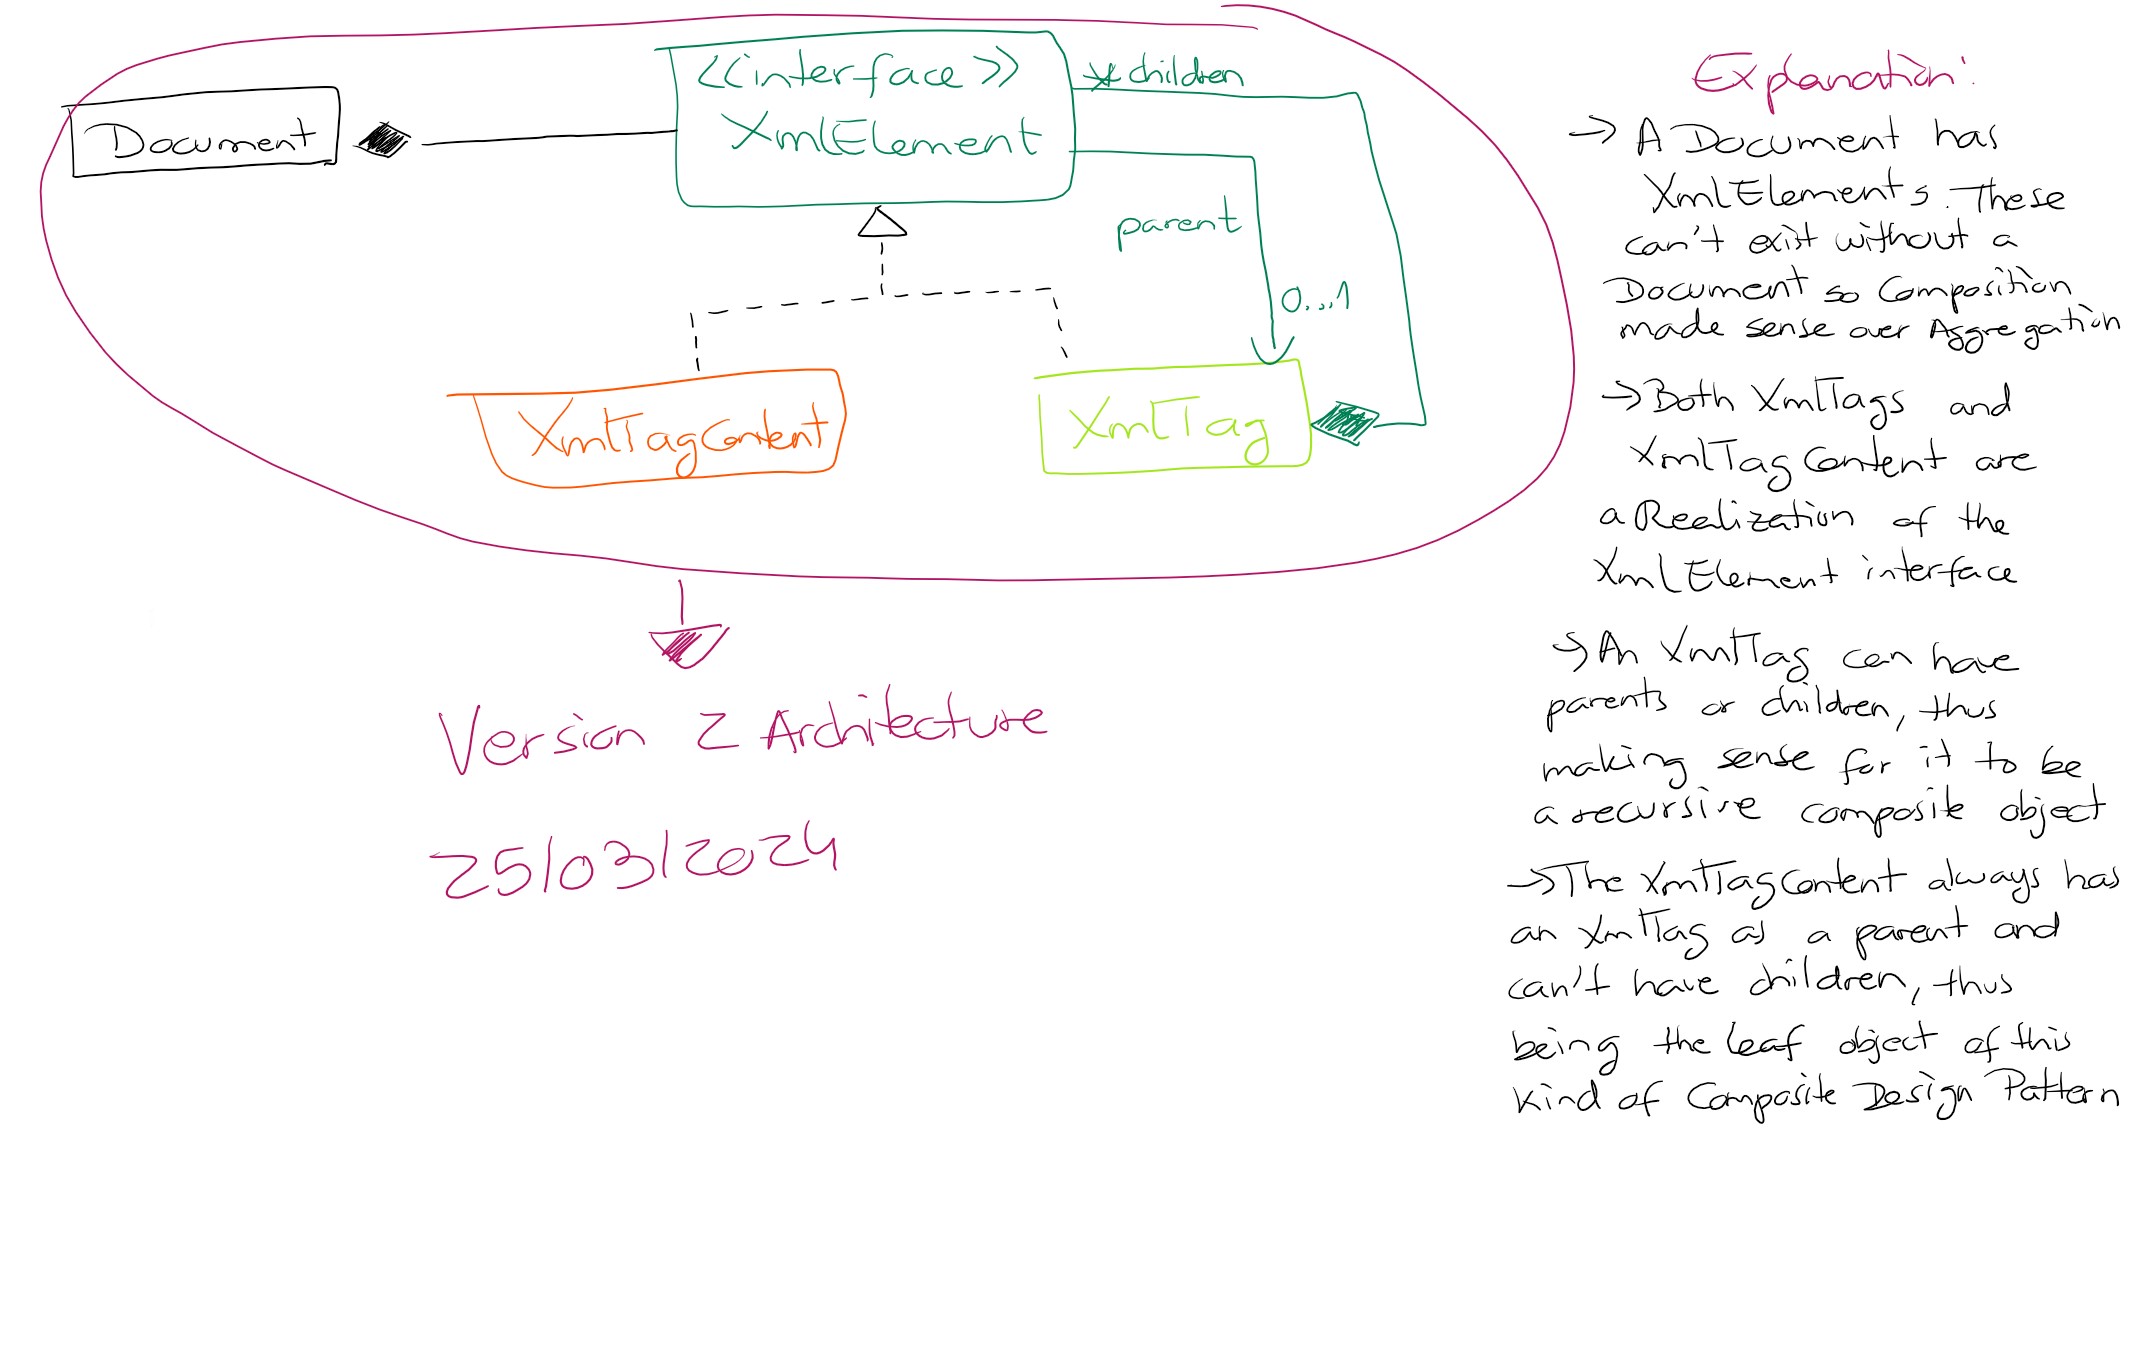 <<interface>>
XmlElement
* children
Document
parent
0...1
XmlTagContent
XmlTag
Version 2 Architecture
25/03/2024
Explanation:
→ A Document has
XmlElements. These
can't exist without a
Document so Composition
made sense over Aggregation
→ Both XmlTags and
XmlTagContent are
a Realization of the
XmlElement interface
→ An XmlTag can have
parents or children, thus
making sense for it to be
a recursive composite object
→ The XmlTagContent always has
an XmlTag as a parent and
can't have children, thus
being the leaf object of this
kind of Composite Design Pattern